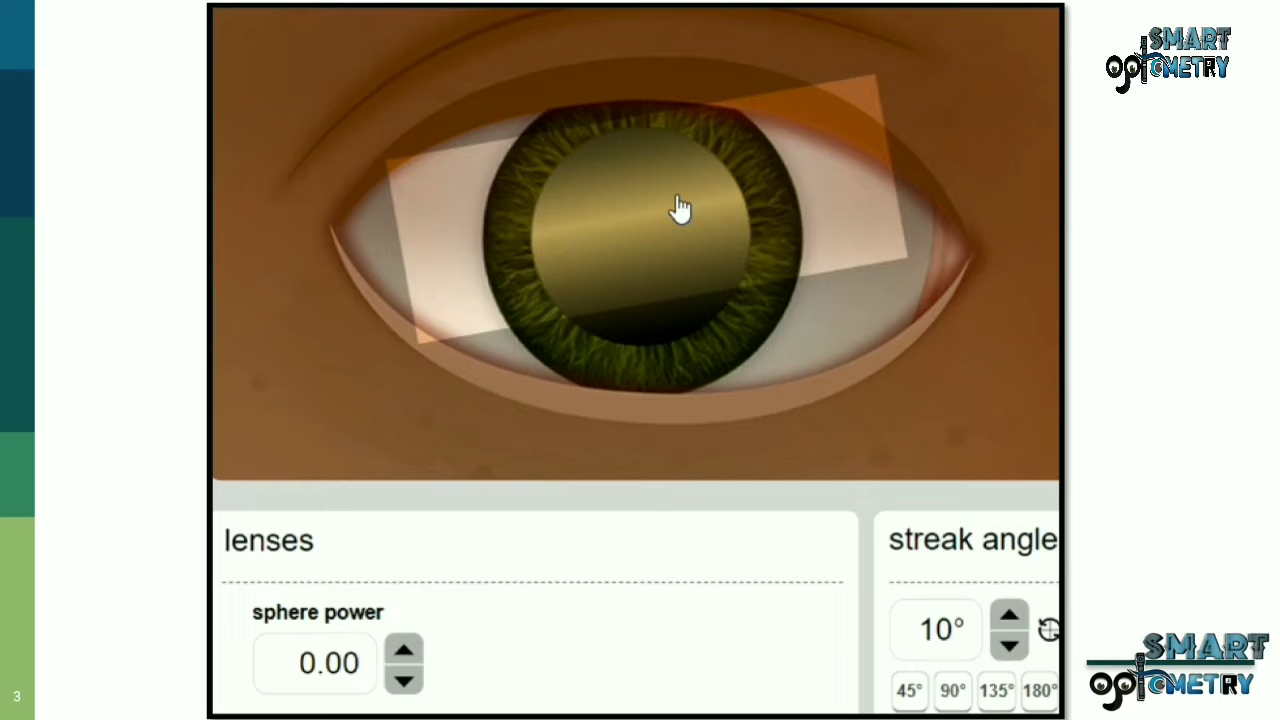 SMART
OPTOMETRY
lenses
streak angle
sphere power
0.00
10°
45°
90°
135°
180°
SMART
OPTOMETRY
3